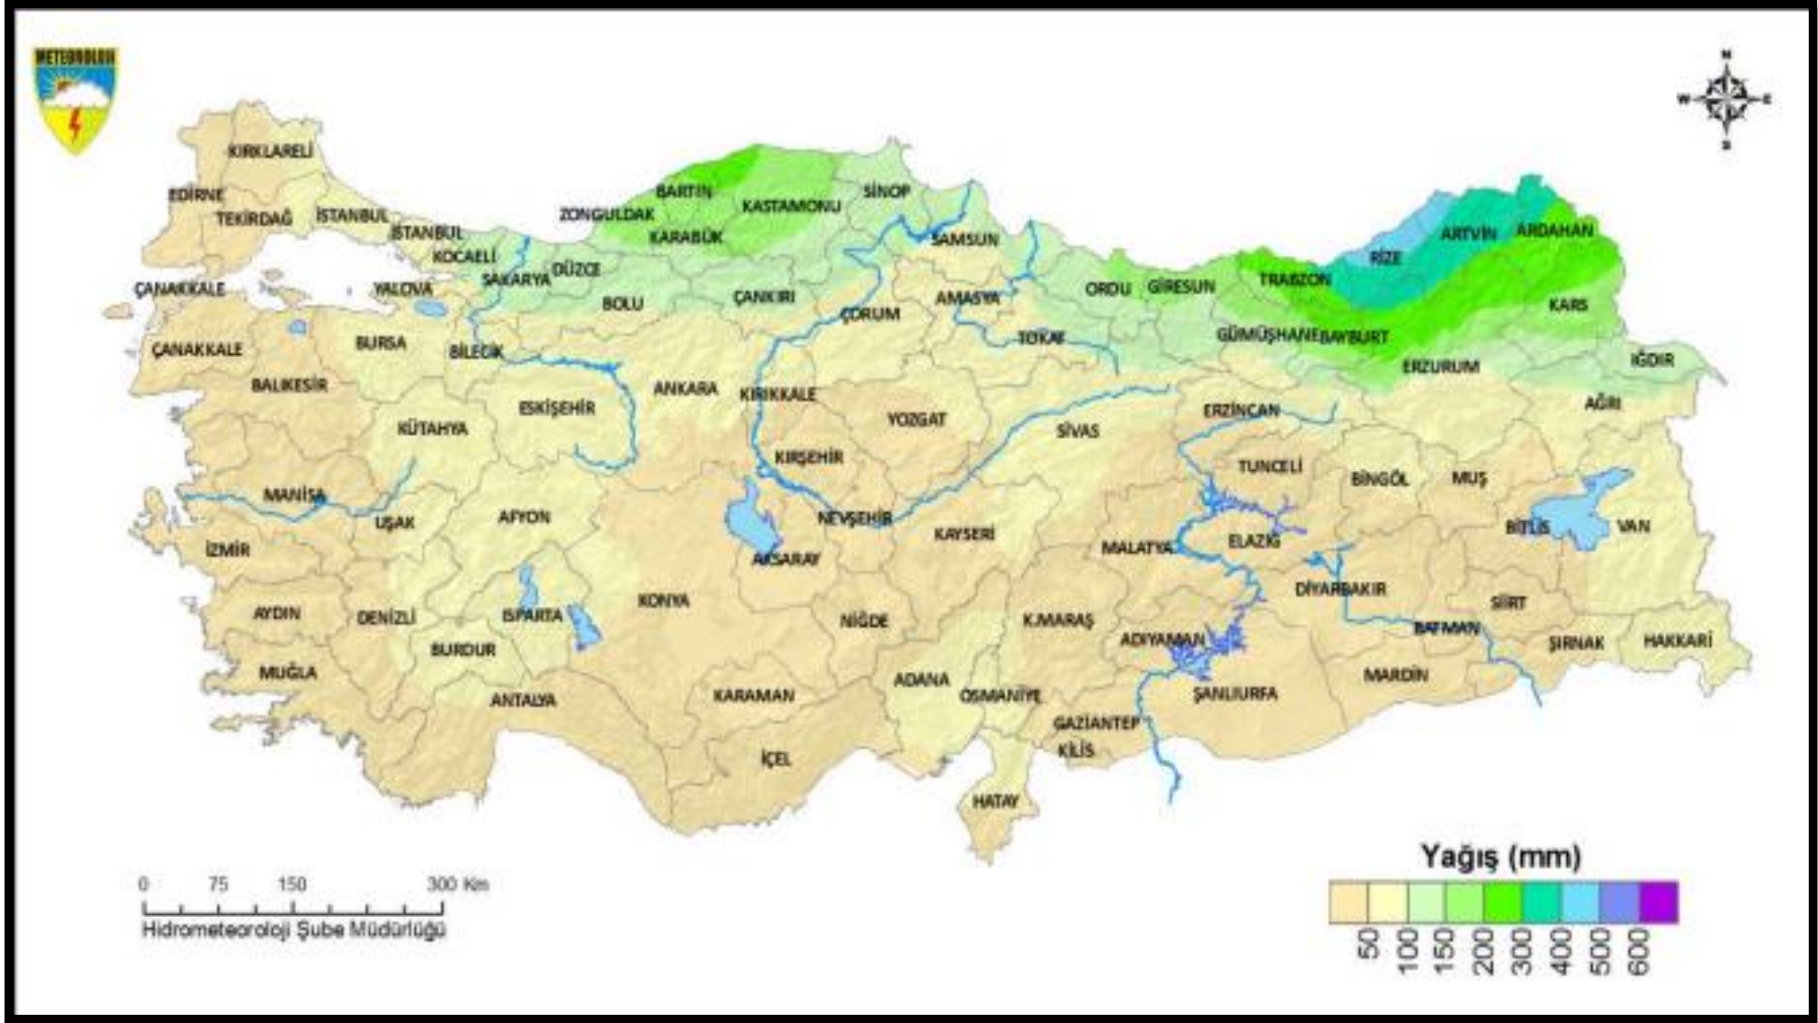 METEOROLOJİ
N
W E
S
KIRKLARELİ
EDİRNE
TEKİRDAĞ
İSTANBUL
İSTANBUL
KOCAELİ
ÇANAKKALE
YALOVA
SAKARYA
DÜZCE
ZONGULDAK
BARTIN
KARABÜK
KASTAMONU
SİNOP
SAMSUN
BOLU
ÇANKIRI
ÇORUM
AMASYA
TOKAT
ORDU
GİRESUN
TRABZON
RİZE
ARTVİN
ARDAHAN
KARS
GÜMÜŞHANE
BAYBURT
ERZURUM
IĞDIR
AĞRI
ÇANAKKALE
BURSA
BİLECİK
BALIKESİR
ESKİŞEHİR
ANKARA
KIRIKKALE
YOZGAT
SİVAS
ERZİNCAN
KÜTAHYA
KIRŞEHİR
TUNCELİ
BİNGÖL
MUŞ
MANİSA
UŞAK
AFYON
NEVŞEHİR
KAYSERİ
MALATYA
ELAZIĞ
BİTLİS
VAN
İZMİR
AKSARAY
DİYARBAKIR
SİİRT
AYDIN
DENİZLİ
ISPARTA
KONYA
NİĞDE
K.MARAŞ
ADIYAMAN
BATMAN
ŞIRNAK
HAKKARİ
BURDUR
MUĞLA
ANTALYA
KARAMAN
ADANA
OSMANİYE
ŞANLIURFA
MARDİN
GAZİANTEP
KİLİS
İÇEL
HATAY
0 75 150 300 Km
Hidrometeoroloji Şube Müdürlüğü
Yağış (mm)
50 100 150 200 300 400 500 600